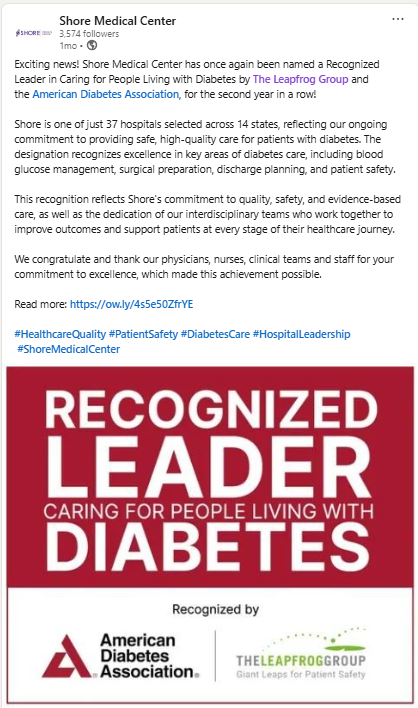 Shore Medical Center
3,574 followers
1mo •
Exciting news! Shore Medical Center has once again been named a Recognized
Leader in Caring for People Living with Diabetes by The Leapfrog Group and
the American Diabetes Association, for the second year in a row!
Shore is one of just 37 hospitals selected across 14 states, reflecting our ongoing
commitment to providing safe, high-quality care for patients with diabetes. The
designation recognizes excellence in key areas of diabetes care, including blood
glucose management, surgical preparation, discharge planning, and patient safety.
This recognition reflects Shore's commitment to quality, safety, and evidence-based
care, as well as the dedication of our interdisciplinary teams who work together to
improve outcomes and support patients at every stage of their healthcare journey.
We congratulate and thank our physicians, nurses, clinical teams and staff for your
commitment to excellence, which made this achievement possible.
Read more: https://ow.ly/4s5e50ZfrYE
#HealthcareQuality #PatientSafety #DiabetesCare #HospitalLeadership
#ShoreMedicalCenter
RECOGNIZED
LEADER
CARING FOR PEOPLE LIVING WITH
DIABETES
Recognized by
American
Diabetes
Association.
THELEAPFROGGROUP
Giant Leaps for Patient Safety